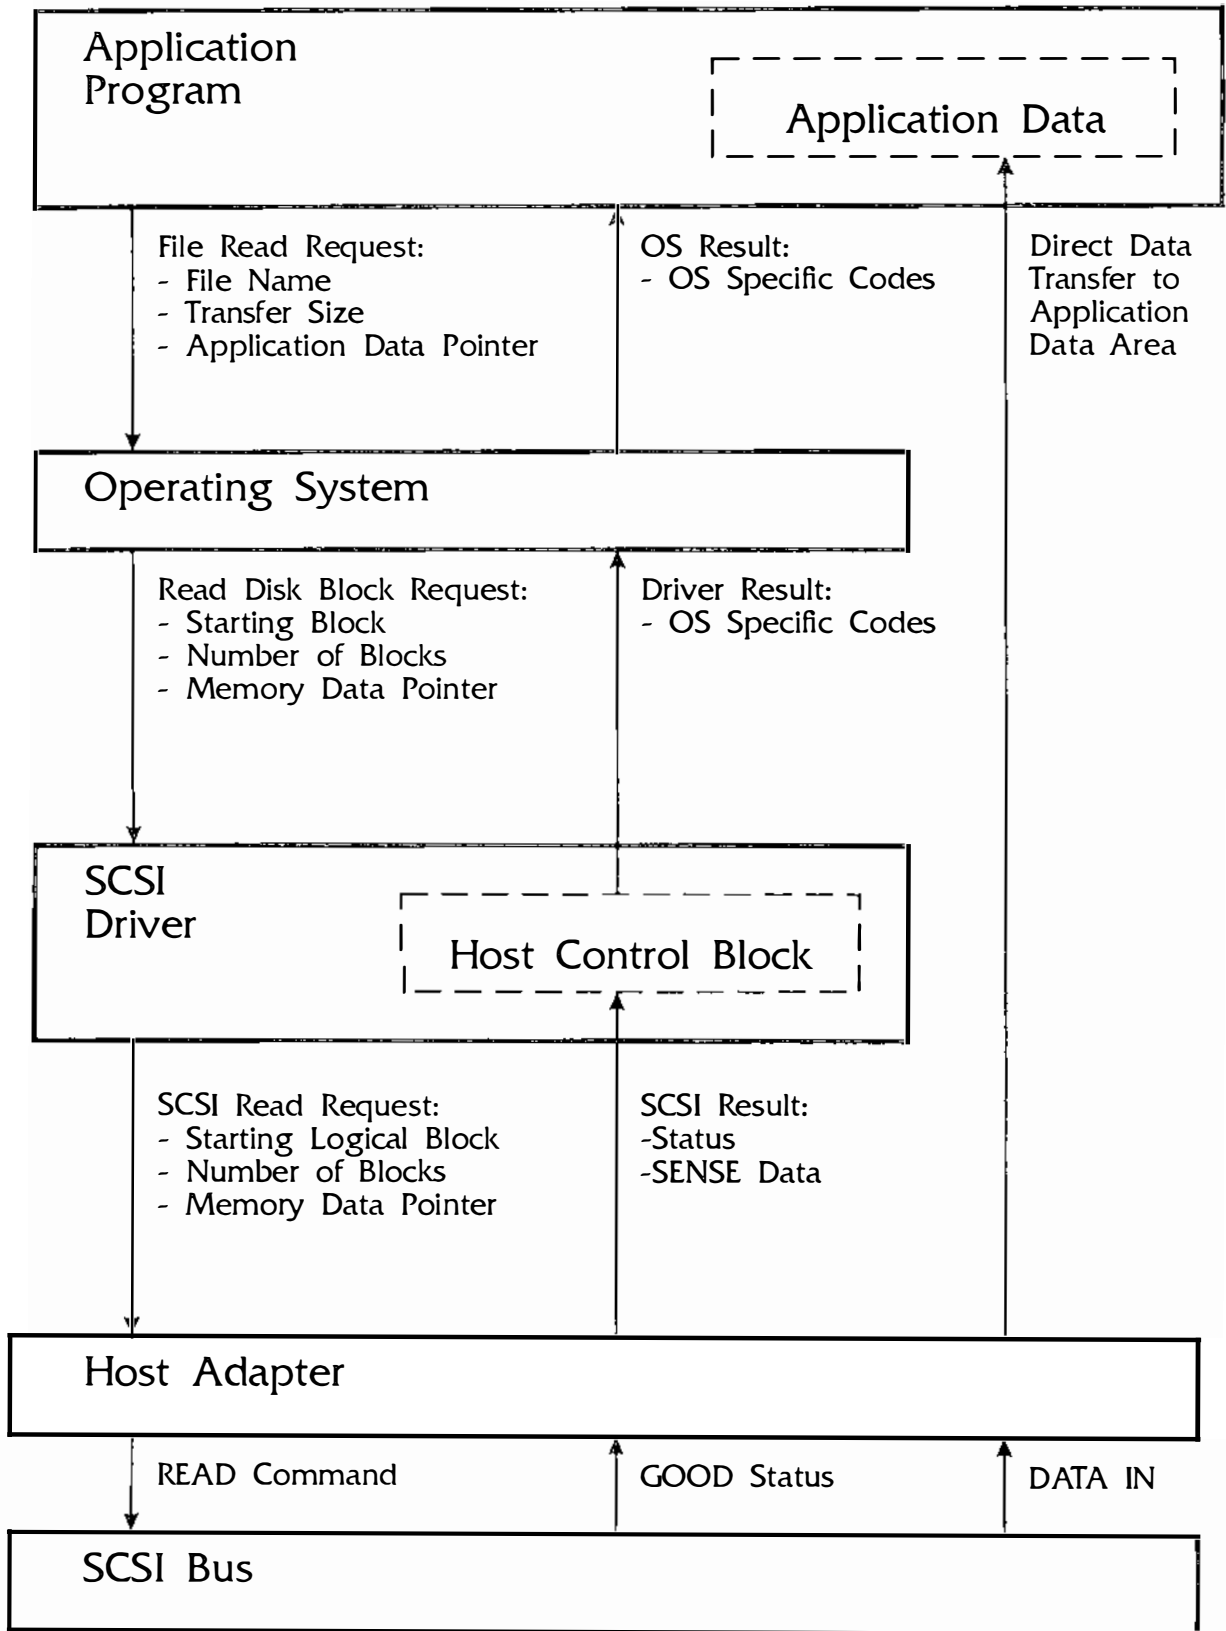 Application
Program
Application Data
File Read Request:
- File Name
- Transfer Size
- Application Data Pointer
OS Result:
- OS Specific Codes
Direct Data
Transfer to
Application
Data Area
Operating System
Read Disk Block Request:
- Starting Block
- Number of Blocks
- Memory Data Pointer
Driver Result:
- OS Specific Codes
SCSI
Driver
Host Control Block
SCSI Read Request:
- Starting Logical Block
- Number of Blocks
- Memory Data Pointer
SCSI Result:
-Status
-SENSE Data
Host Adapter
READ Command
GOOD Status
DATA IN
SCSI Bus